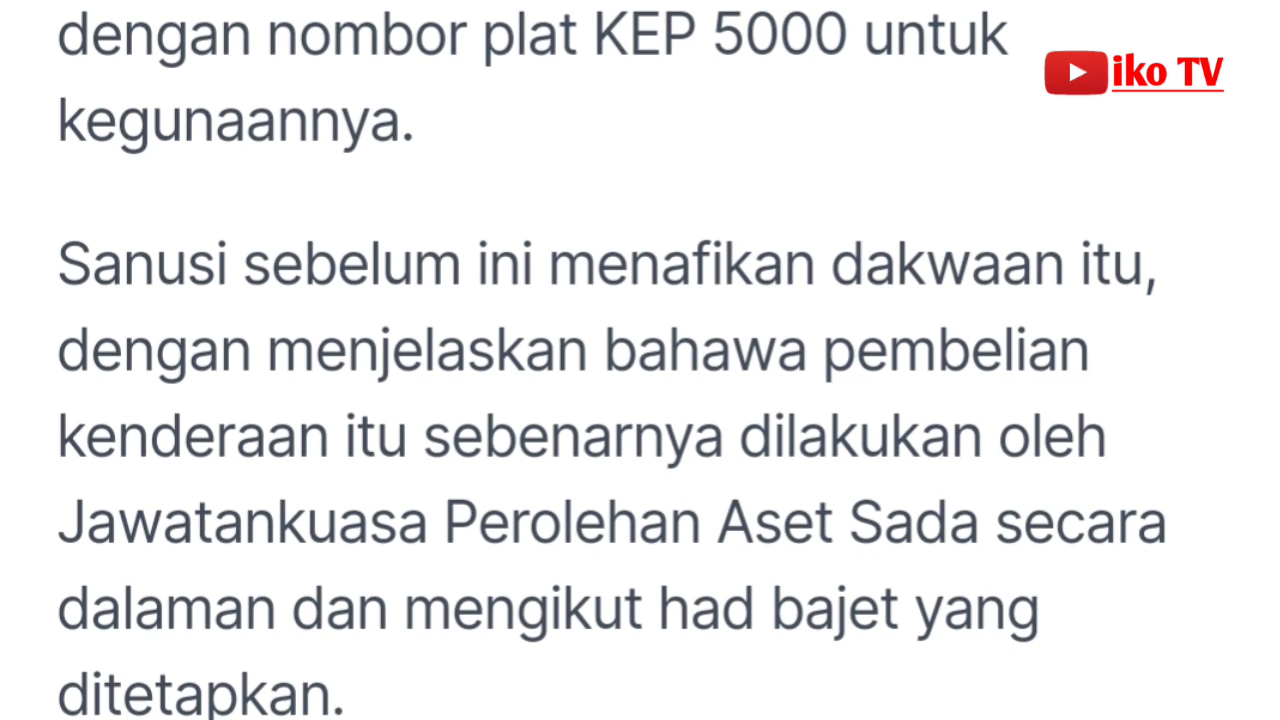 dengan nombor plat KEP 5000 untuk
iko TV
kegunaannya.
Sanusi sebelum ini menafikan dakwaan itu,
dengan menjelaskan bahawa pembelian
kenderaan itu sebenarnya dilakukan oleh
Jawatankuasa Perolehan Aset Sada secara
dalaman dan mengikut had bajet yang
ditetapkan.